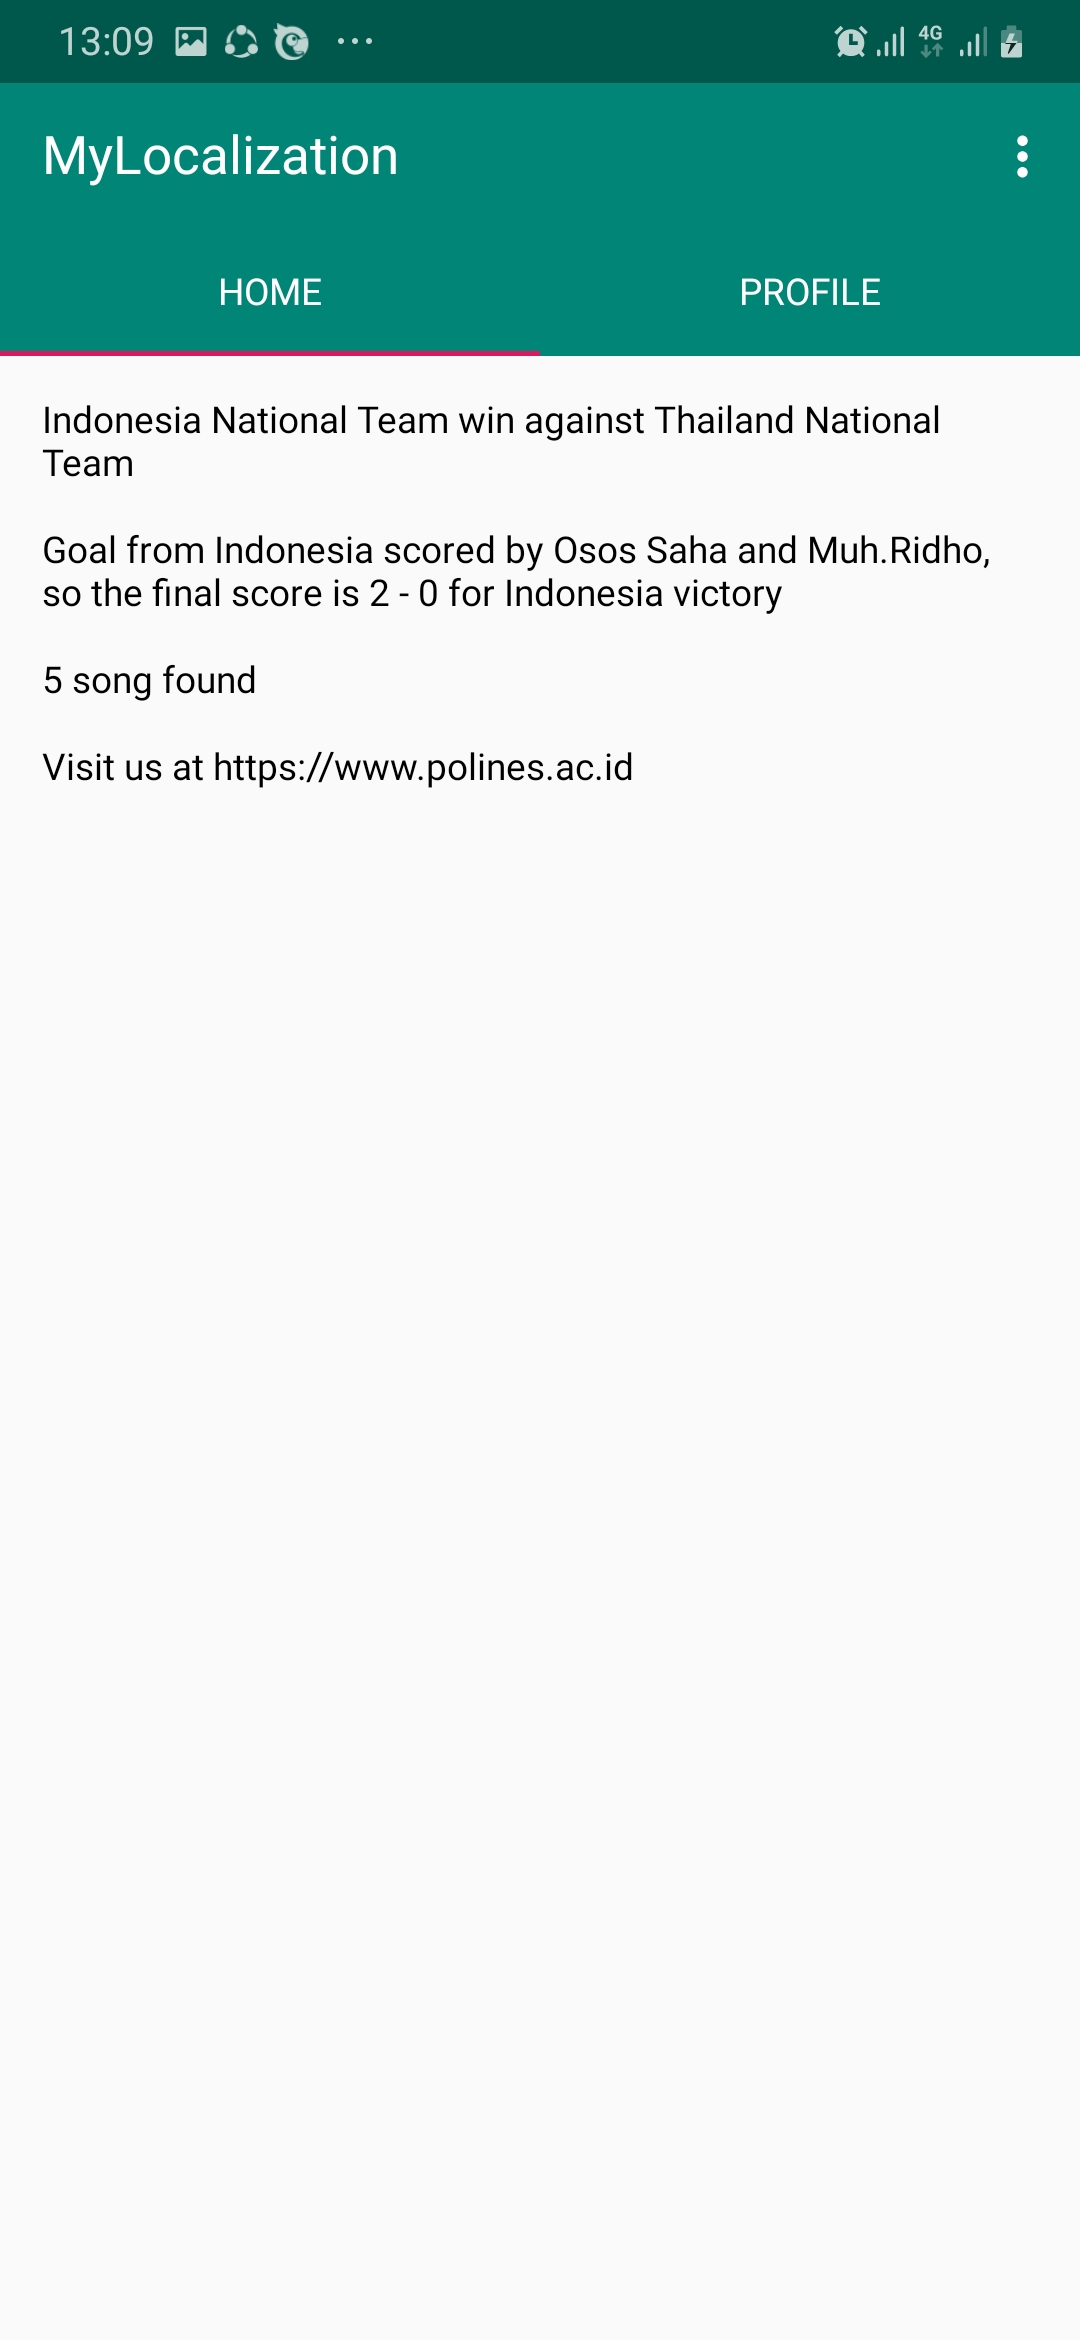 13:09
4G
MyLocalization
HOME
PROFILE
Indonesia National Team win against Thailand National
Team
Goal from Indonesia scored by Osos Saha and Muh.Ridho,
so the final score is 2 - 0 for Indonesia victory
5 song found
Visit us at https://www.polines.ac.id